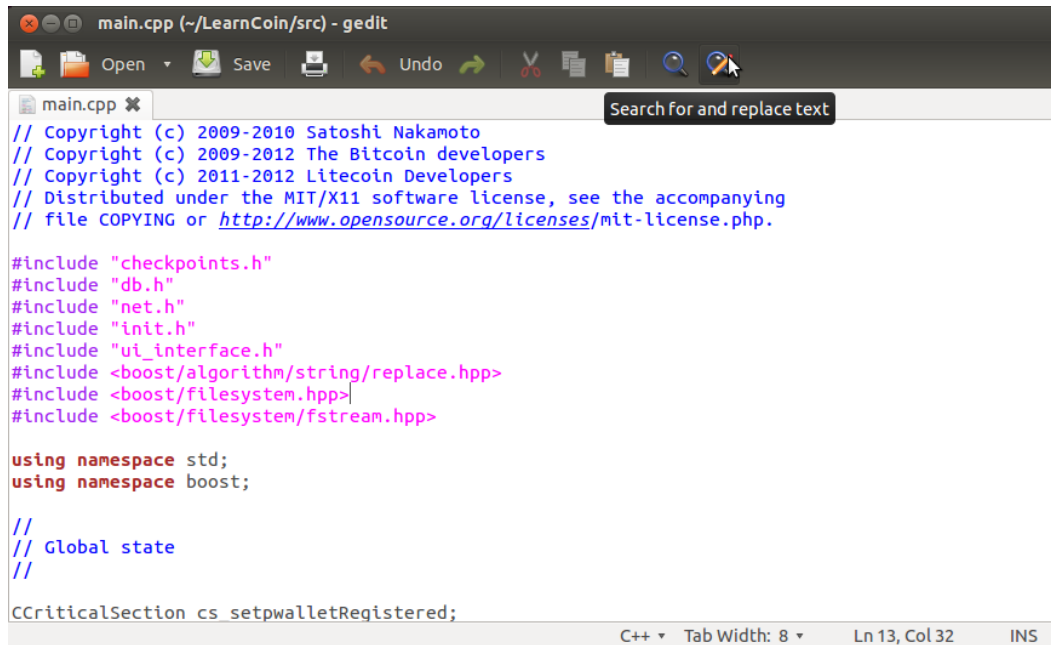 main.cpp (~/LearnCoin/src) - gedit
Open Save Undo
main.cpp
Search for and replace text
// Copyright (c) 2009-2010 Satoshi Nakamoto
// Copyright (c) 2009-2012 The Bitcoin developers
// Copyright (c) 2011-2012 Litecoin Developers
// Distributed under the MIT/X11 software license, see the accompanying
// file COPYING or http://www.opensource.org/licenses/mit-license.php.
#include "checkpoints.h"
#include "db.h"
#include "net.h"
#include "init.h"
#include "ui_interface.h"
#include <boost/algorithm/string/replace.hpp>
#include <boost/filesystem.hpp>
#include <boost/filesystem/fstream.hpp>
using namespace std;
using namespace boost;
//
// Global state
//
CCriticalSection cs_setpwalletRegistered;
C++ Tab Width: 8 Ln 13, Col 32 INS